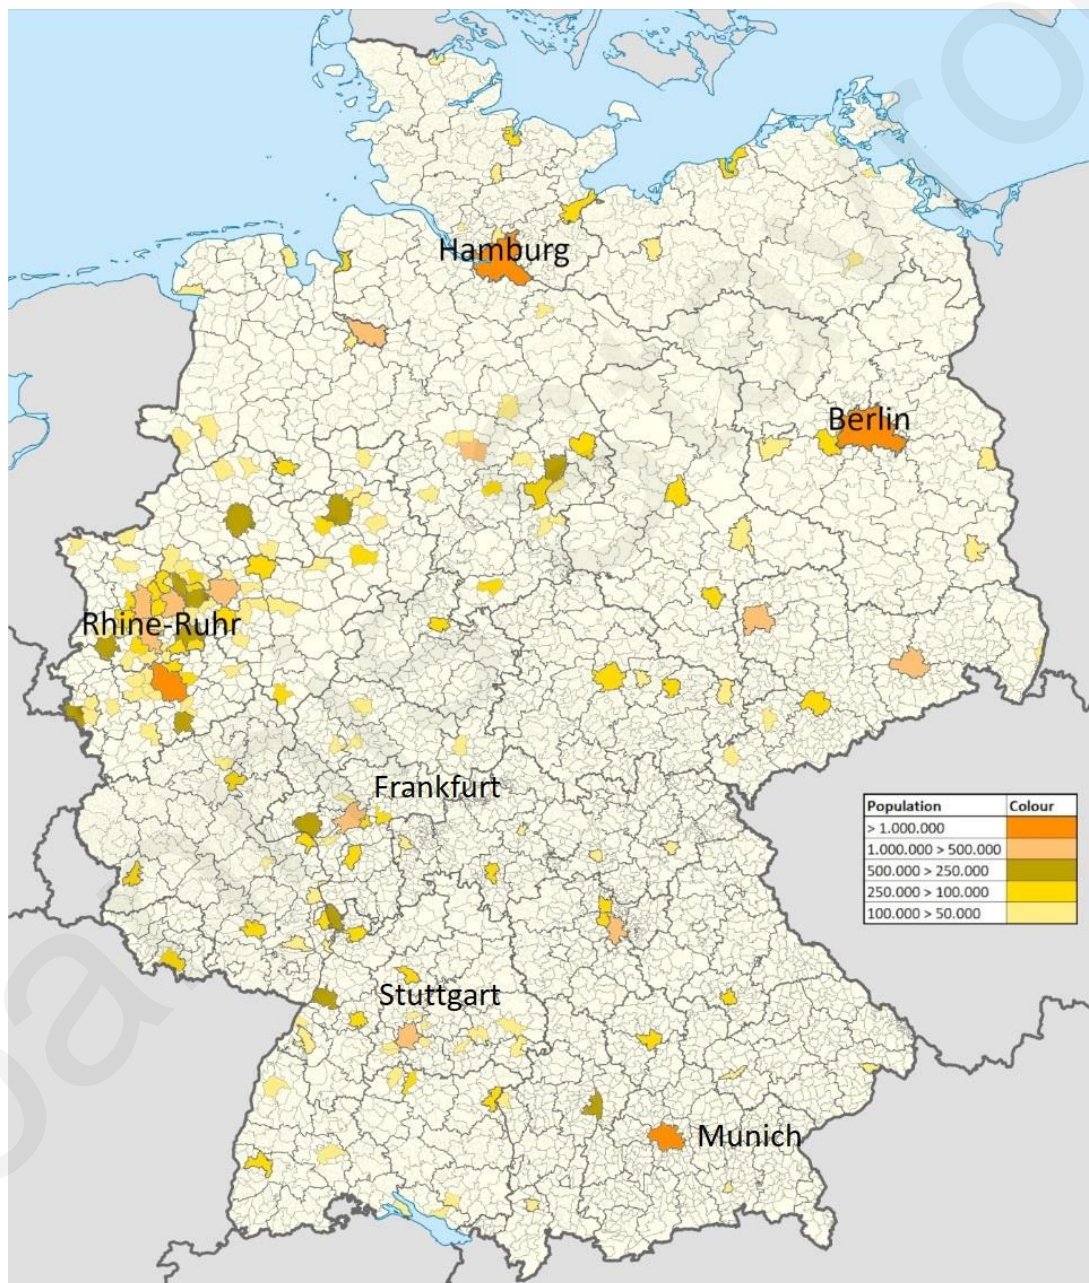 Hamburg
Berlin
Rhine-Ruhr
Frankfurt
Population Colour
> 1.000.000
1.000.000 > 500.000
500.000 > 250.000
250.000 > 100.000
100.000 > 50.000
Stuttgart
Munich